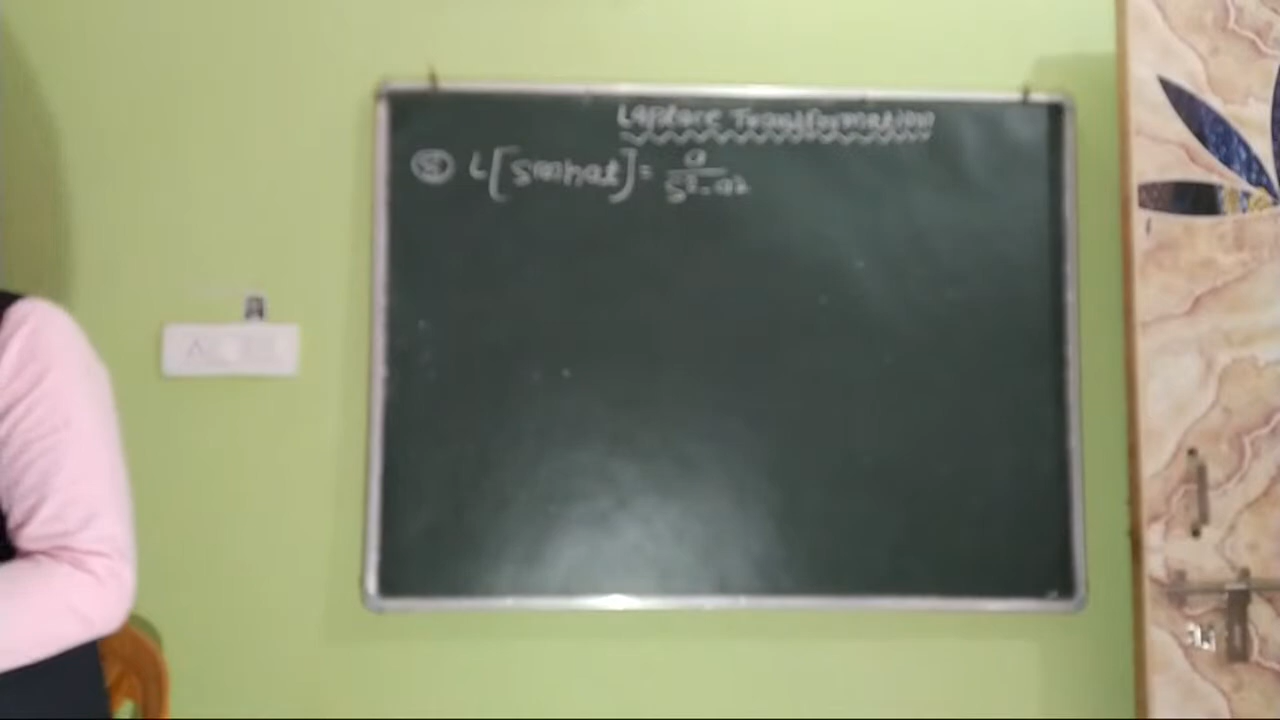 Laplace Transformation
⑤ L[sinhat] = a/s²-a²